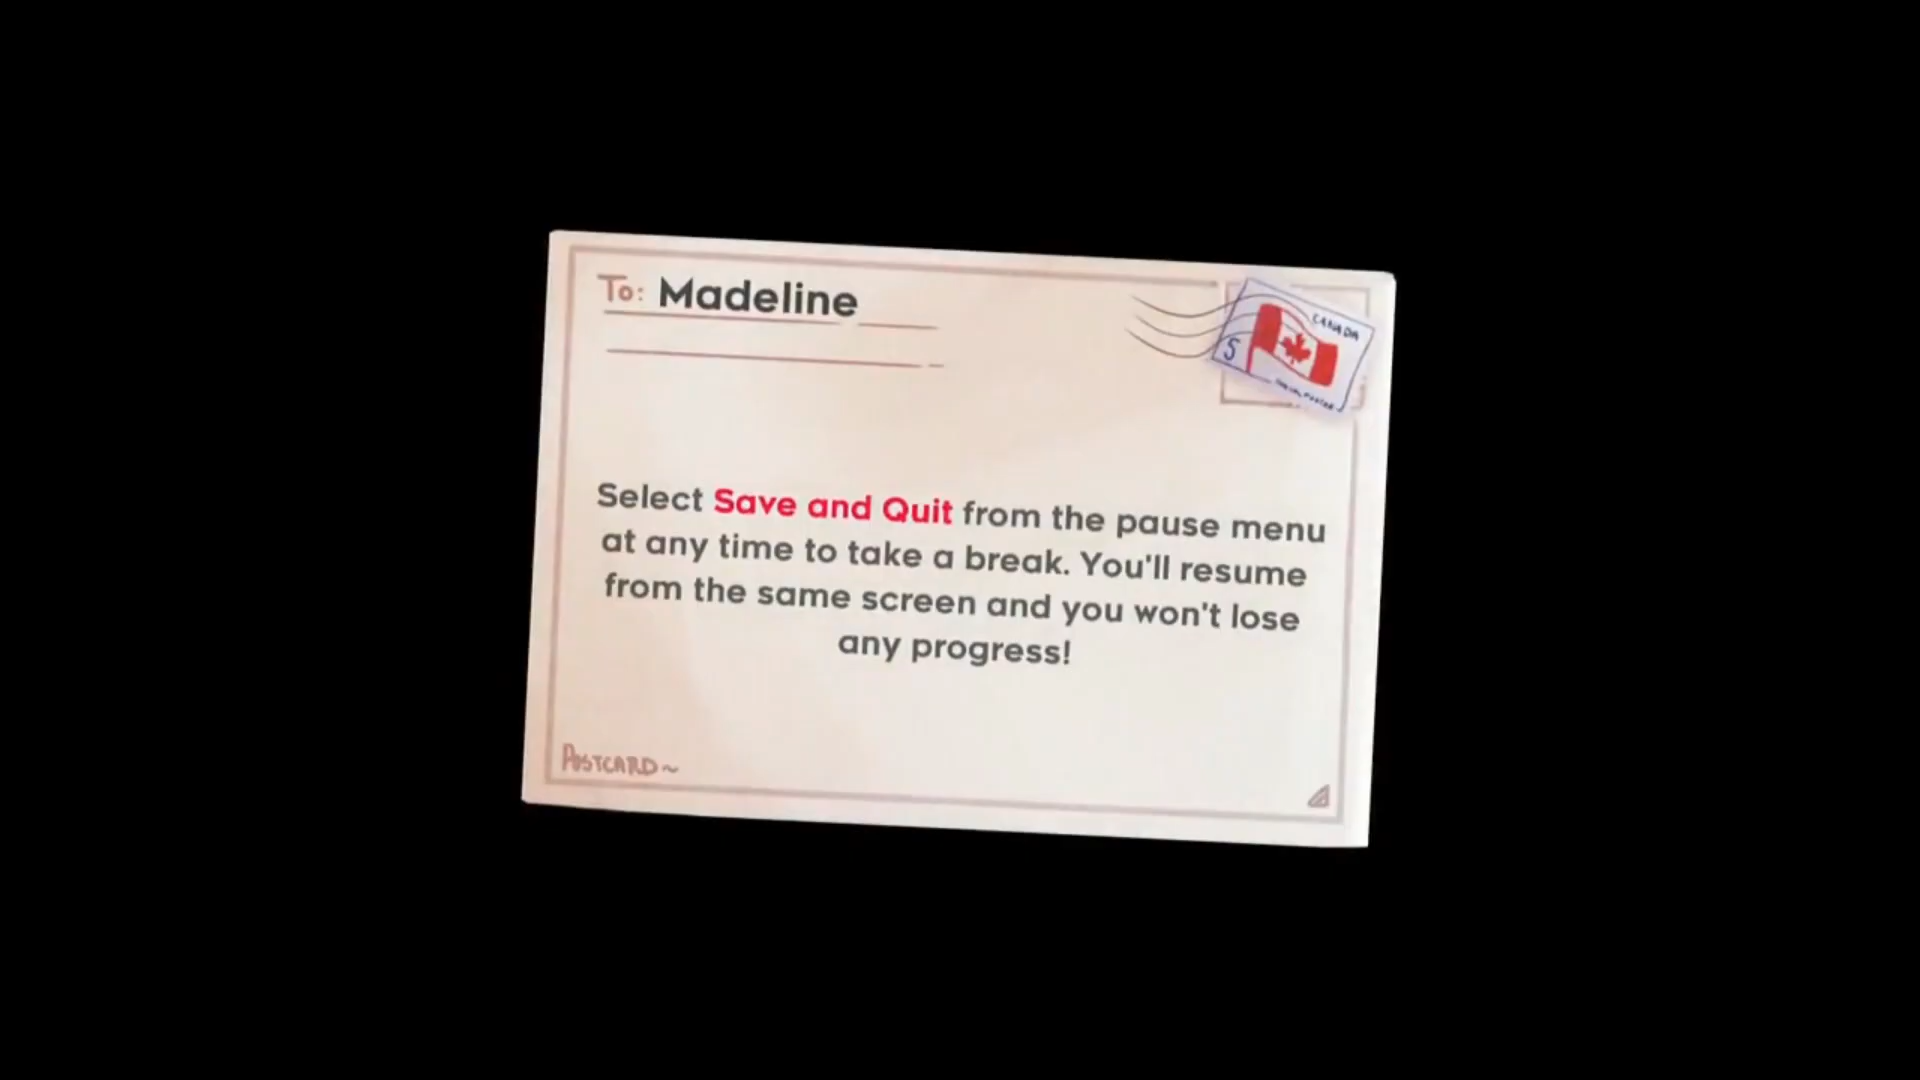 To: Madeline
CANADA
5
Select Save and Quit from the pause menu
at any time to take a break. You'll resume
from the same screen and you won't lose
any progress!
POSTCARD~